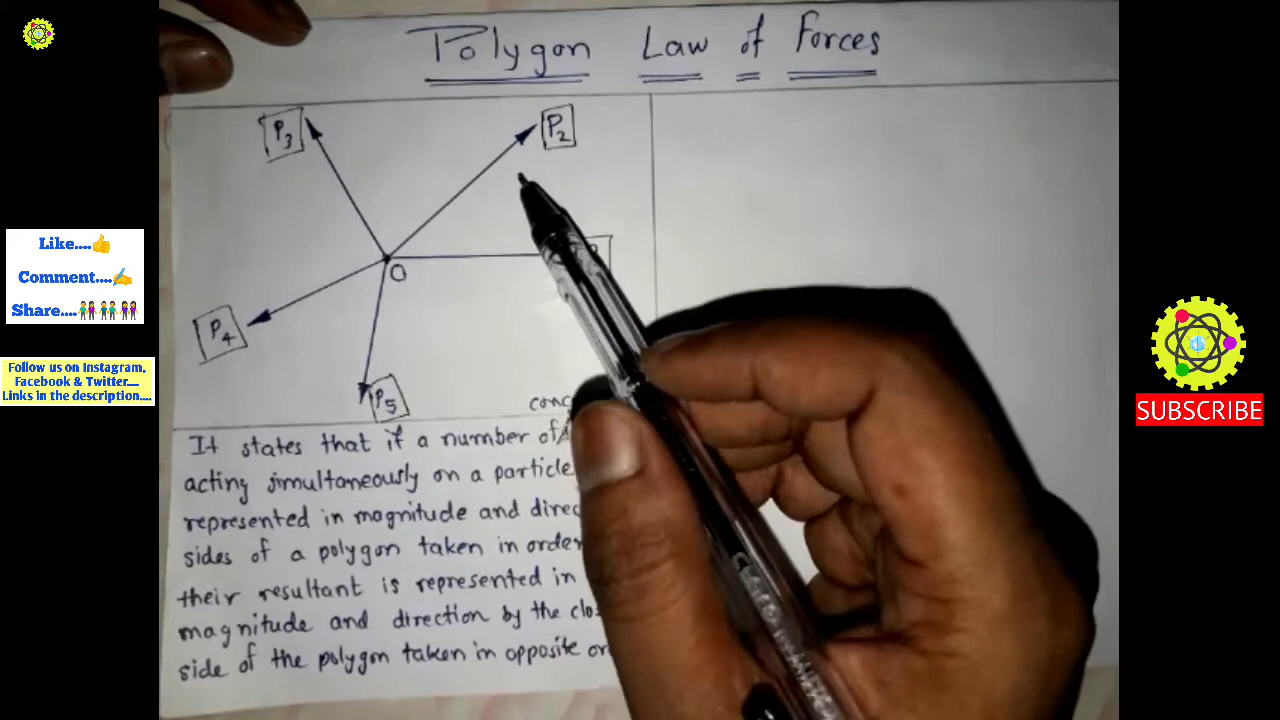 Polygon Law of Forces
P3
P2
O
P4
P5
conc
It states that if a number of
acting simultaneously on a particle
represented in magnitude and direc
sides of a polygon taken in order
their resultant is represented in
magnitude and direction by the clos
side of the polygon taken in opposite or
Like....👍
Comment....✍
Share....👫👫👫
Follow us on Instagram,
Facebook & Twitter....
Links in the description....
SUBSCRIBE